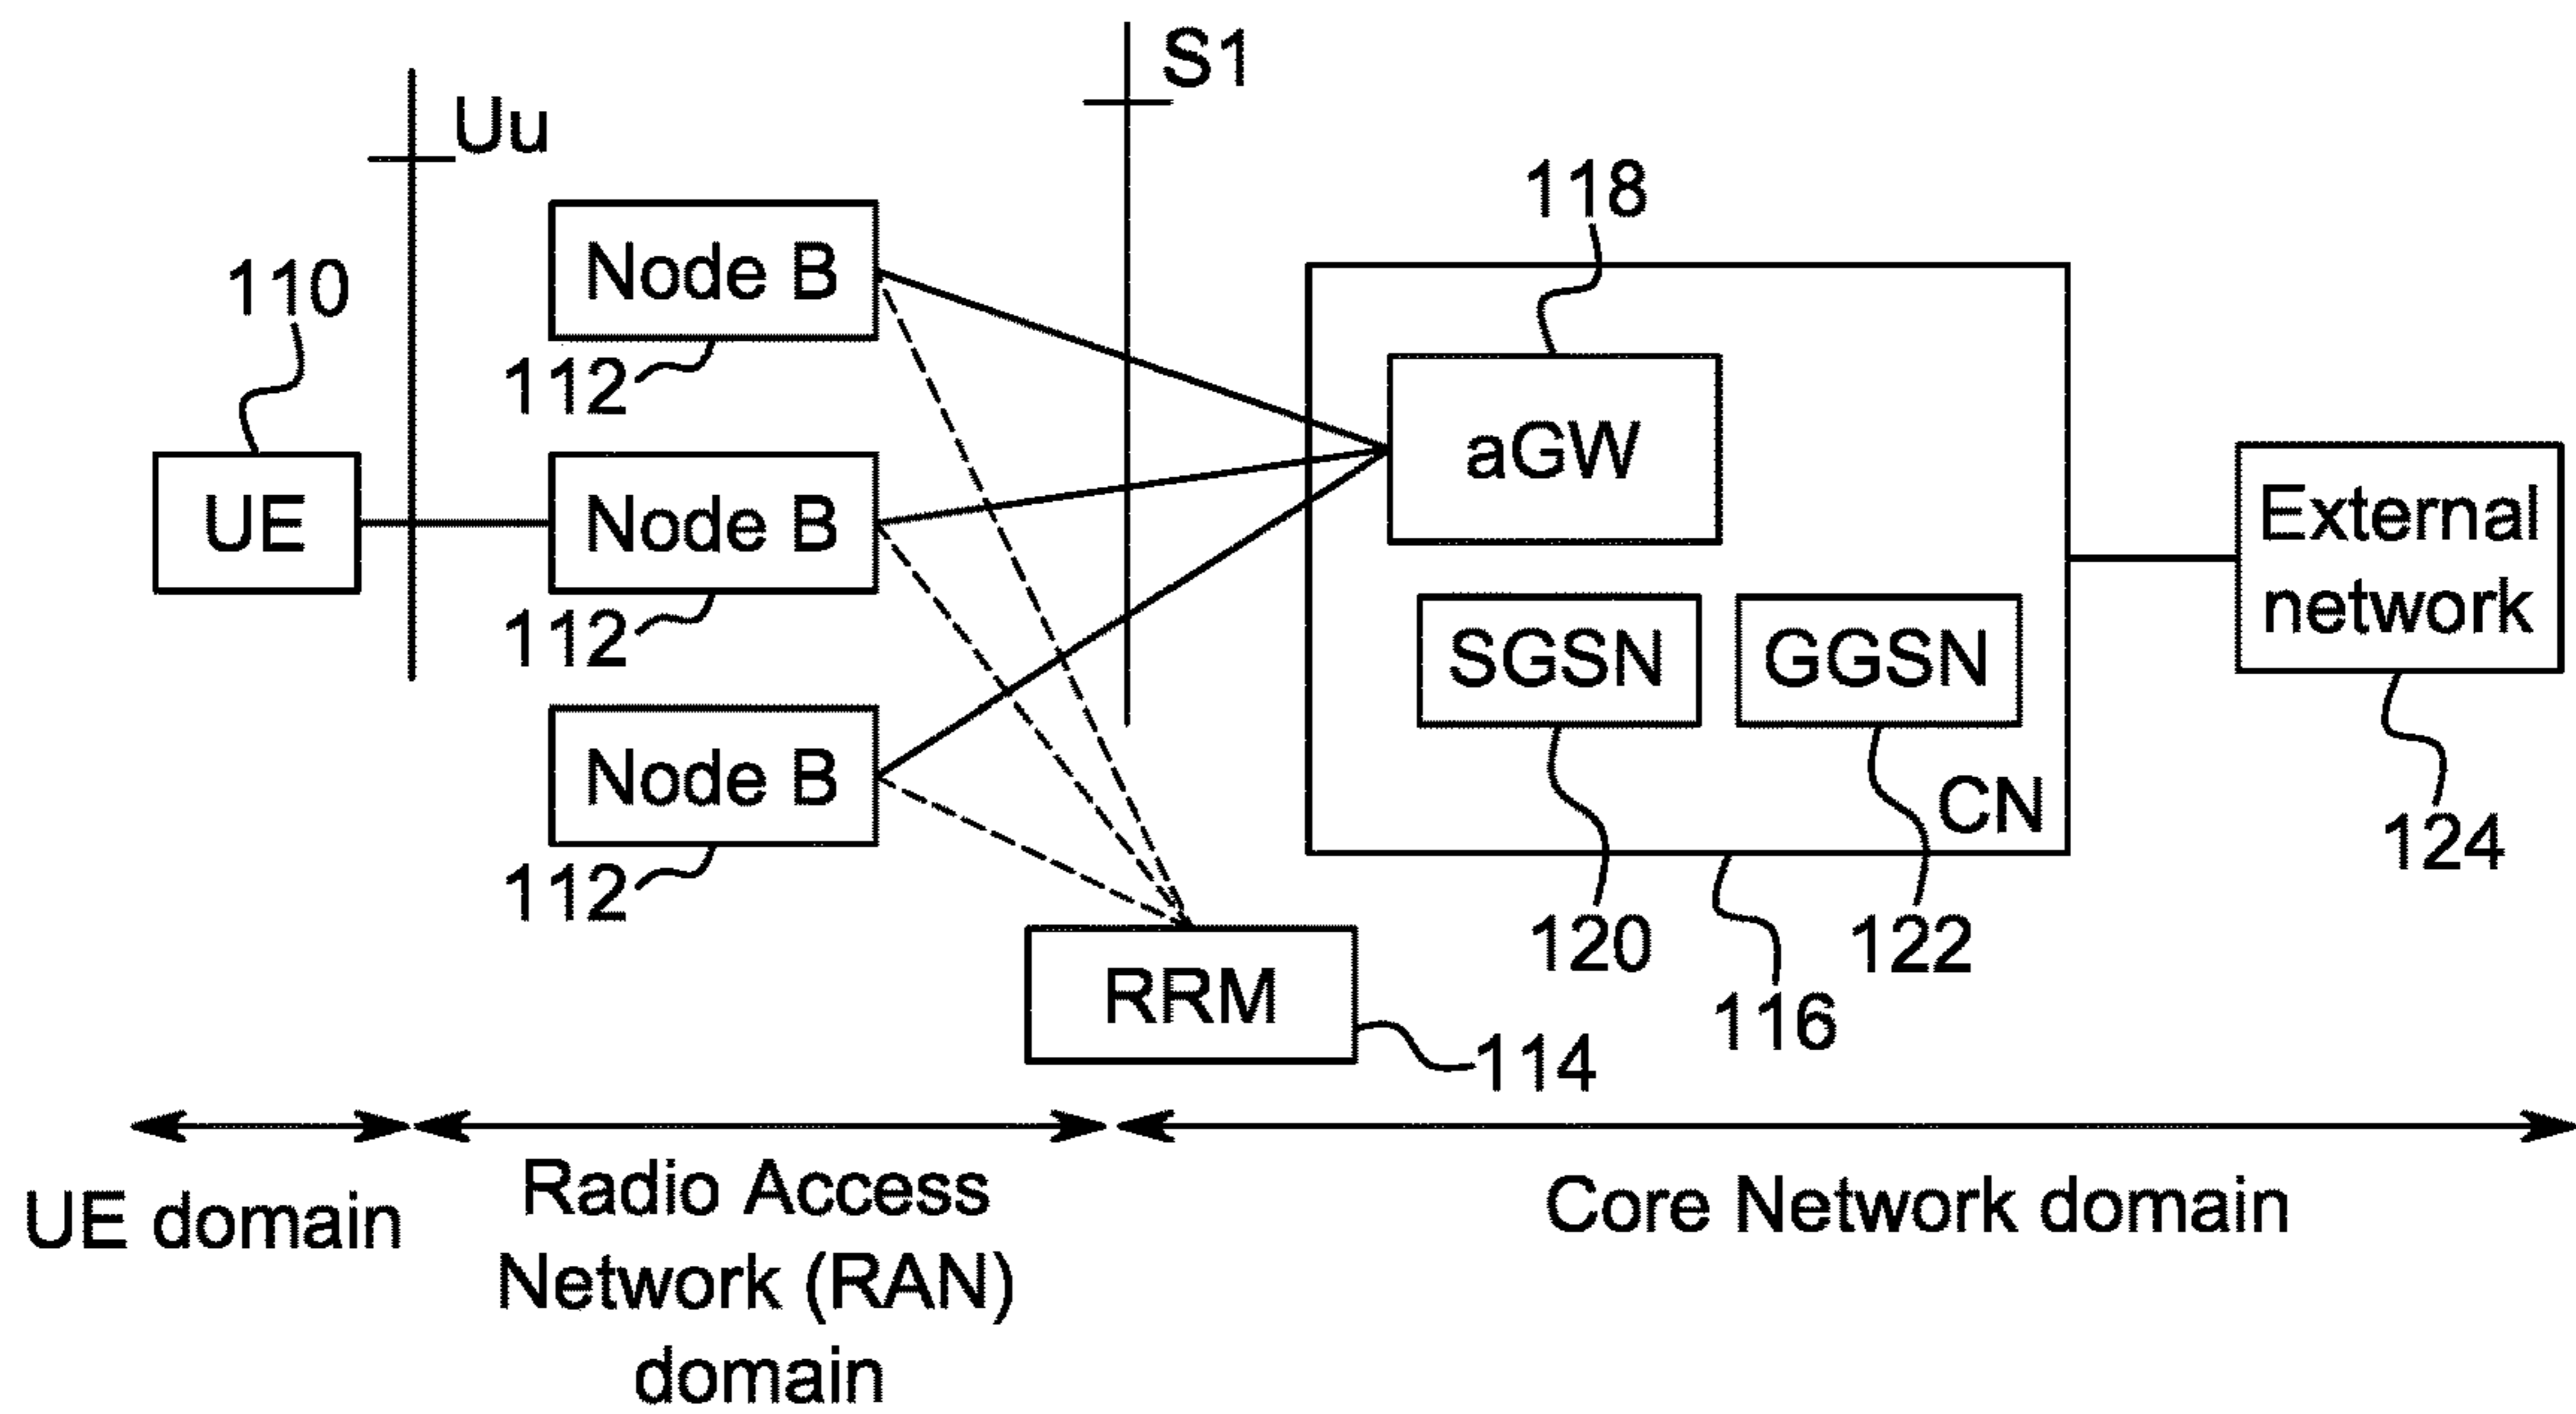 S1
Uu
118
Node B
110
112
aGW
UE
Node B
External
network
112
SGSN
GGSN
Node B
CN
124
112
120
122
RRM
116
114
UE domain
Radio Access
Network (RAN)
domain
Core Network domain